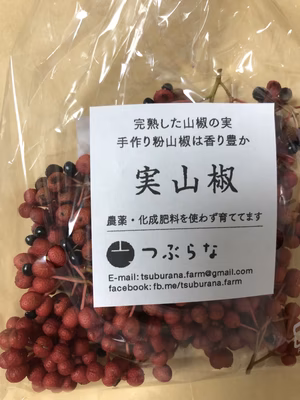 完熟した山椒の実
手作り粉山椒は香り豊か
実山椒
農薬・化成肥料を使わず育ててます
つぶらな
E-mail: tsuburana.farm@gmail.com
facebook: fb.me/tsuburana.farm